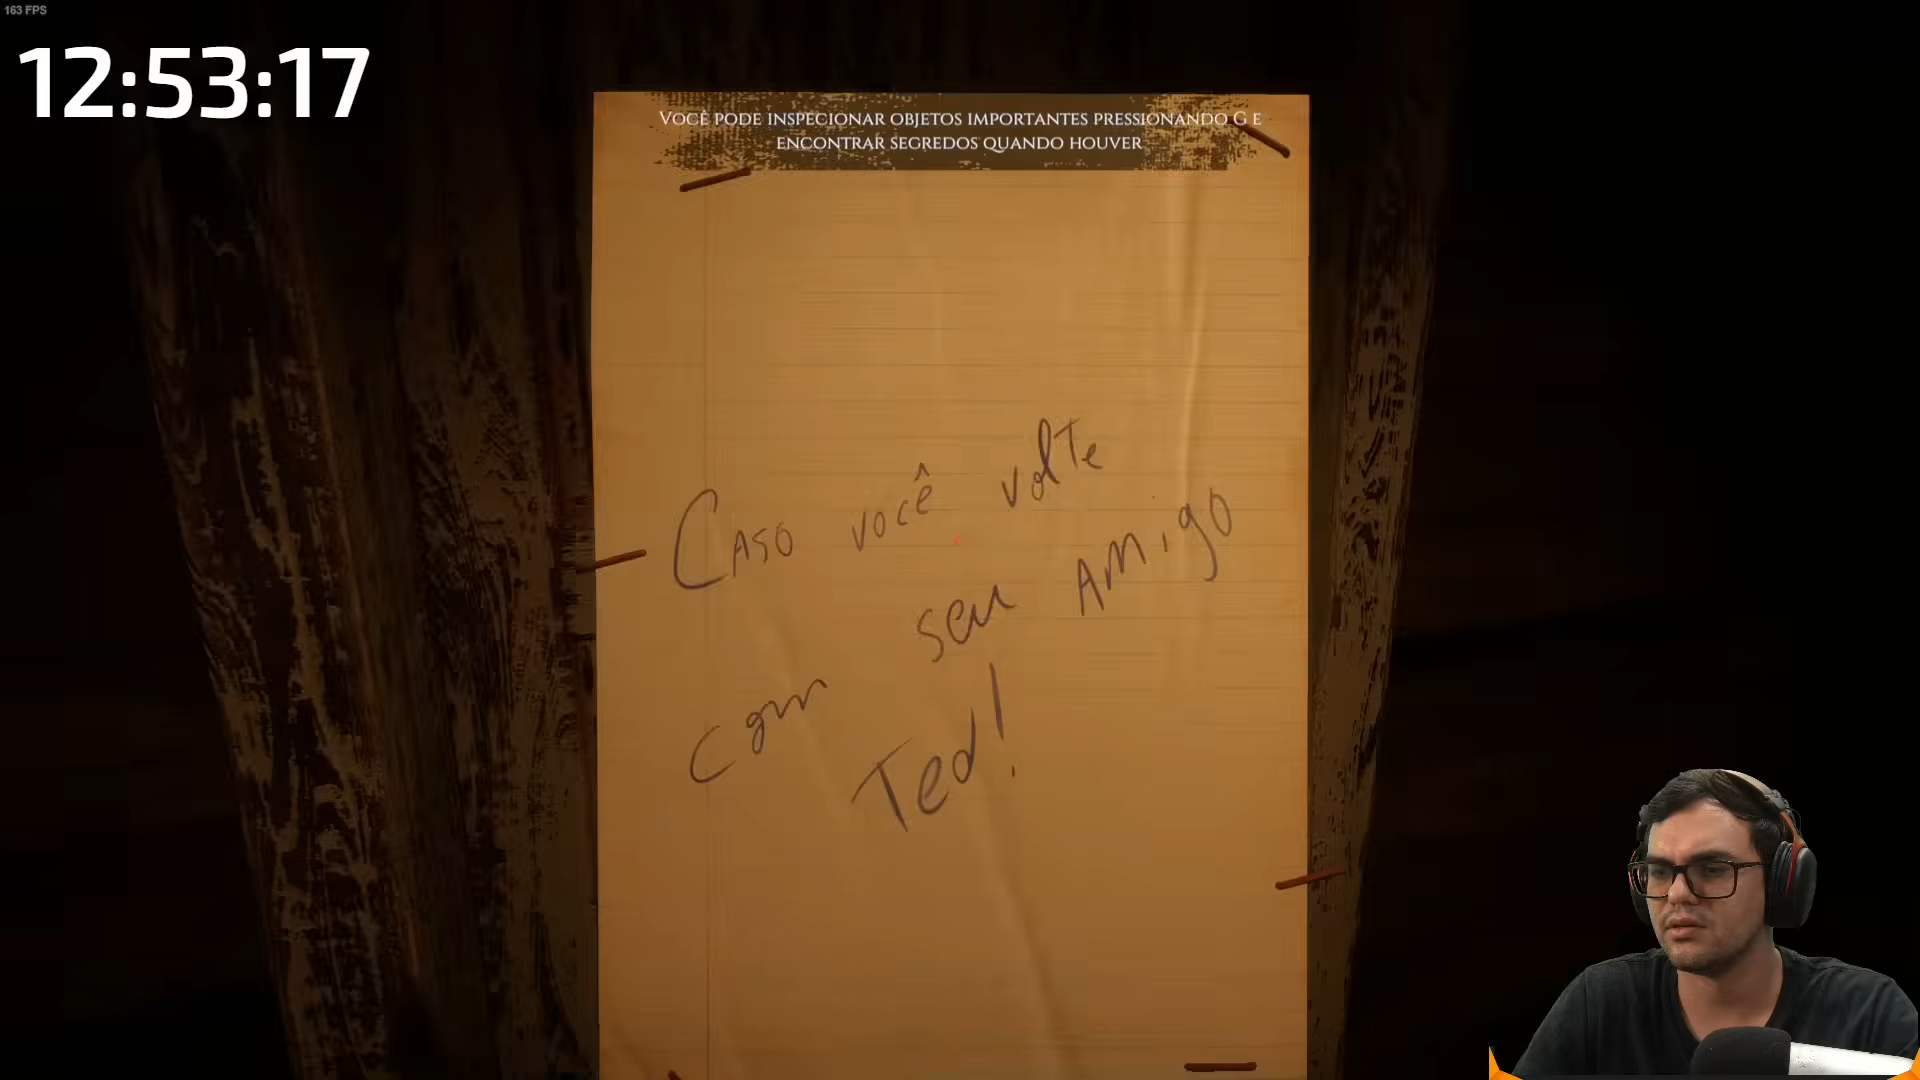 163 FPS
12:53:17
Você pode inspecionar objetos importantes pressionando G e
encontrar segredos quando houver
Caso você volte
com seu amigo
Ted!